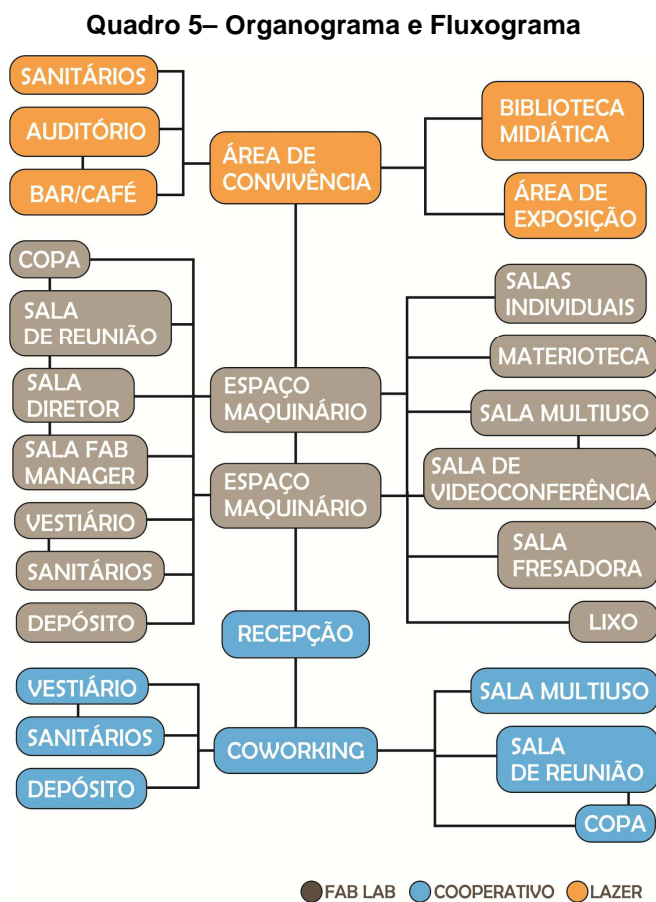 Quadro 5– Organograma e Fluxograma
SANITÁRIOS
AUDITÓRIO
BAR/CAFÉ
ÁREA DE
CONVIVÊNCIA
BIBLIOTECA
MIDIÁTICA
ÁREA DE
EXPOSIÇÃO
COPA
SALA
DE REUNIÃO
SALA
DIRETOR
SALA FAB
MANAGER
VESTIÁRIO
SANITÁRIOS
DEPÓSITO
ESPAÇO
MAQUINÁRIO
ESPAÇO
MAQUINÁRIO
SALAS
INDIVIDUAIS
MATERIOTECA
SALA MULTIUSO
SALA DE
VIDEOCONFERÊNCIA
SALA
FRESADORA
LIXO
RECEPÇÃO
VESTIÁRIO
SANITÁRIOS
DEPÓSITO
COWORKING
SALA MULTIUSO
SALA
DE REUNIÃO
COPA
FAB LAB
COOPERATIVO
LAZER